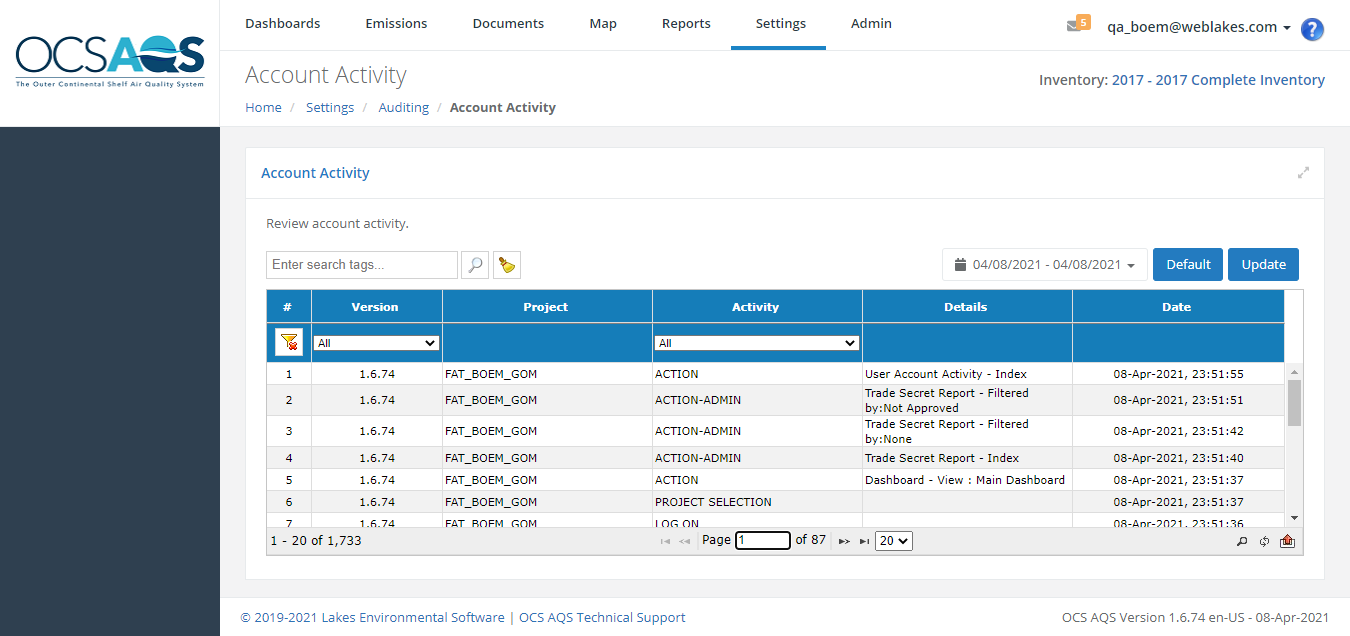 OCSAQS
The Outer Continental Shelf Air Quality System
Dashboards Emissions Documents Map Reports Settings Admin 5 qa_boem@weblakes.com ?
Account Activity
Inventory: 2017 - 2017 Complete Inventory
Home / Settings / Auditing / Account Activity
Account Activity
Review account activity.
Enter search tags... 04/08/2021 - 04/08/2021 Default Update
# Version Project Activity Details Date
All All
1 1.6.74 FAT_BOEM_GOM ACTION User Account Activity - Index 08-Apr-2021, 23:51:55
2 1.6.74 FAT_BOEM_GOM ACTION-ADMIN Trade Secret Report - Filtered 08-Apr-2021, 23:51:51
by:Not Approved
3 1.6.74 FAT_BOEM_GOM ACTION-ADMIN Trade Secret Report - Filtered 08-Apr-2021, 23:51:42
by:None
4 1.6.74 FAT_BOEM_GOM ACTION-ADMIN Trade Secret Report - Index 08-Apr-2021, 23:51:40
5 1.6.74 FAT_BOEM_GOM ACTION Dashboard - View : Main Dashboard 08-Apr-2021, 23:51:37
6 1.6.74 FAT_BOEM_GOM PROJECT SELECTION 08-Apr-2021, 23:51:37
7 1.6.74 FAT_BOEM_GOM LOG ON 08-Apr-2021, 23:51:36
1 - 20 of 1,733 Page 1 of 87 20
© 2019-2021 Lakes Environmental Software | OCS AQS Technical Support OCS AQS Version 1.6.74 en-US - 08-Apr-2021